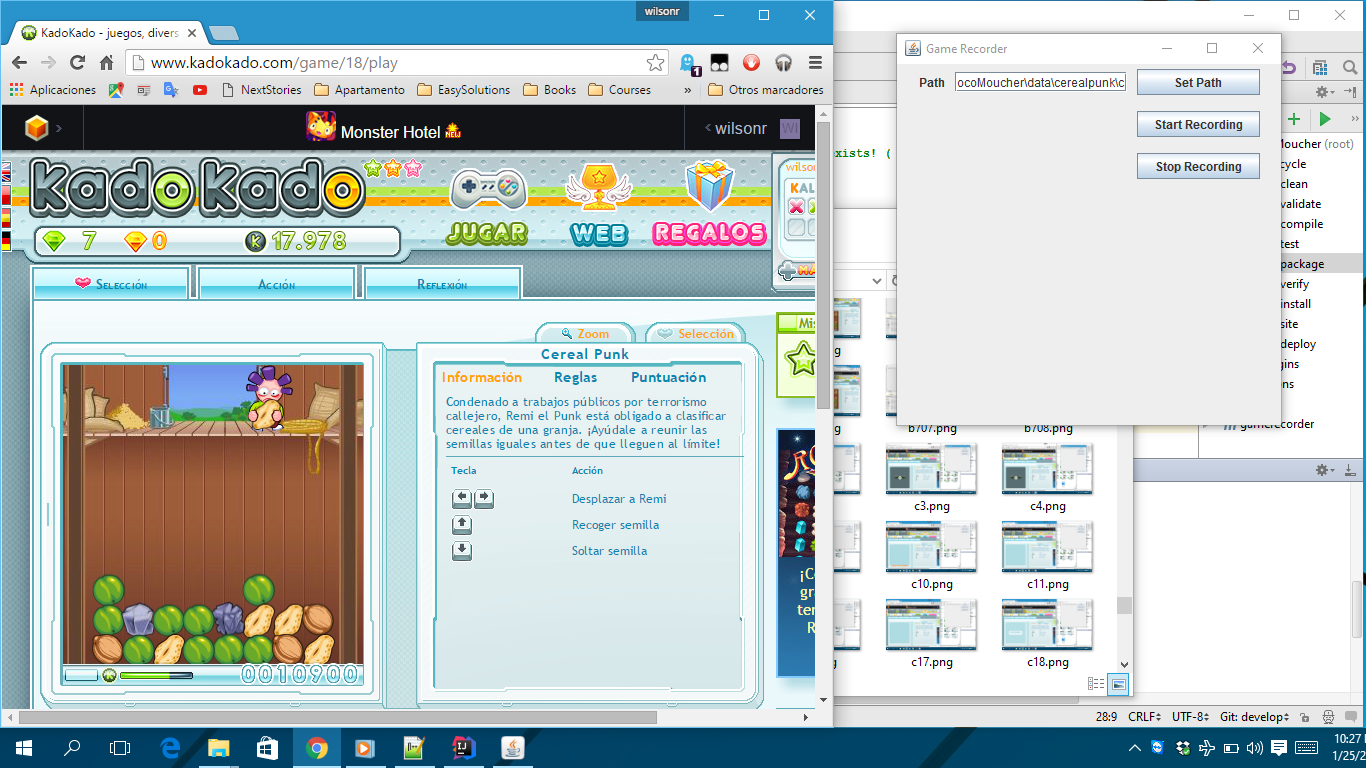 wilsonr
KadoKado - juegos, divers
www.kadokado.com/game/18/play
1
Aplicaciones
NextStories
Apartamento
EasySolutions
Books
Courses
»
Otros marcadores
Monster Hotel NEW
wilsonr
WI
KadoKado
JUGAR
WEB
REGALOS
7
0
K 17.978
wilson
KAL
Selección
Acción
Reflexión
Zoom
Selección
Mis
Cereal Punk
Información
Reglas
Puntuación
Condenado a trabajos públicos por terrorismo
callejero, Remi el Punk está obligado a clasificar
cereales de una granja. ¡Ayúdale a reunir las
semillas iguales antes de que lleguen al límite!
Tecla
Acción
Desplazar a Remi
Recoger semilla
Soltar semilla
0010900
Game Recorder
Path
ocoMoucher\data\cerealpunk\c
Set Path
Start Recording
Stop Recording
xists! (
Moucher (root)
cycle
clean
validate
compile
test
package
verify
install
site
deploy
gins
ns
gamerecorder
b707.png
b708.png
c3.png
c4.png
c10.png
c11.png
c17.png
c18.png
28:9
CRLF
UTF-8
Git: develop
10:27
1/25/2